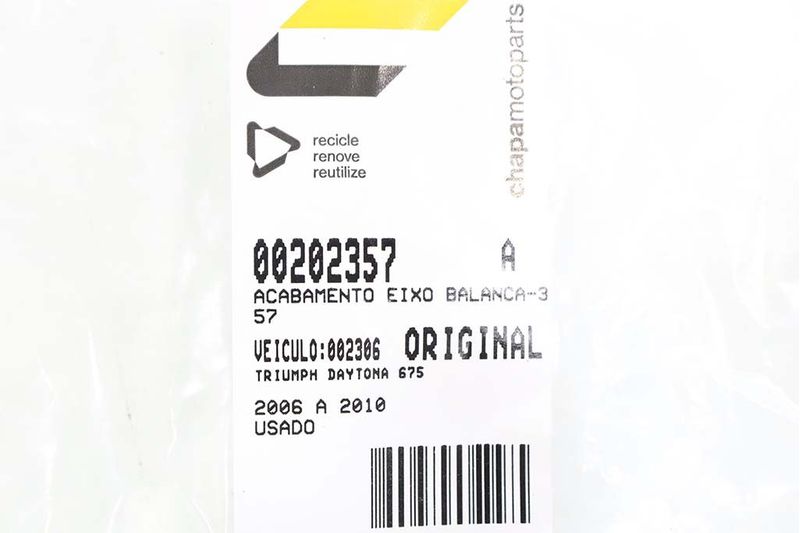 chapamotoparts
recicle
renove
reutilize
00202357 A
ACABAMENTO EIXO BALANCA-3
57
VEICULO:002306 ORIGINAL
TRIUMPH DAYTONA 675
2006 A 2010
USADO